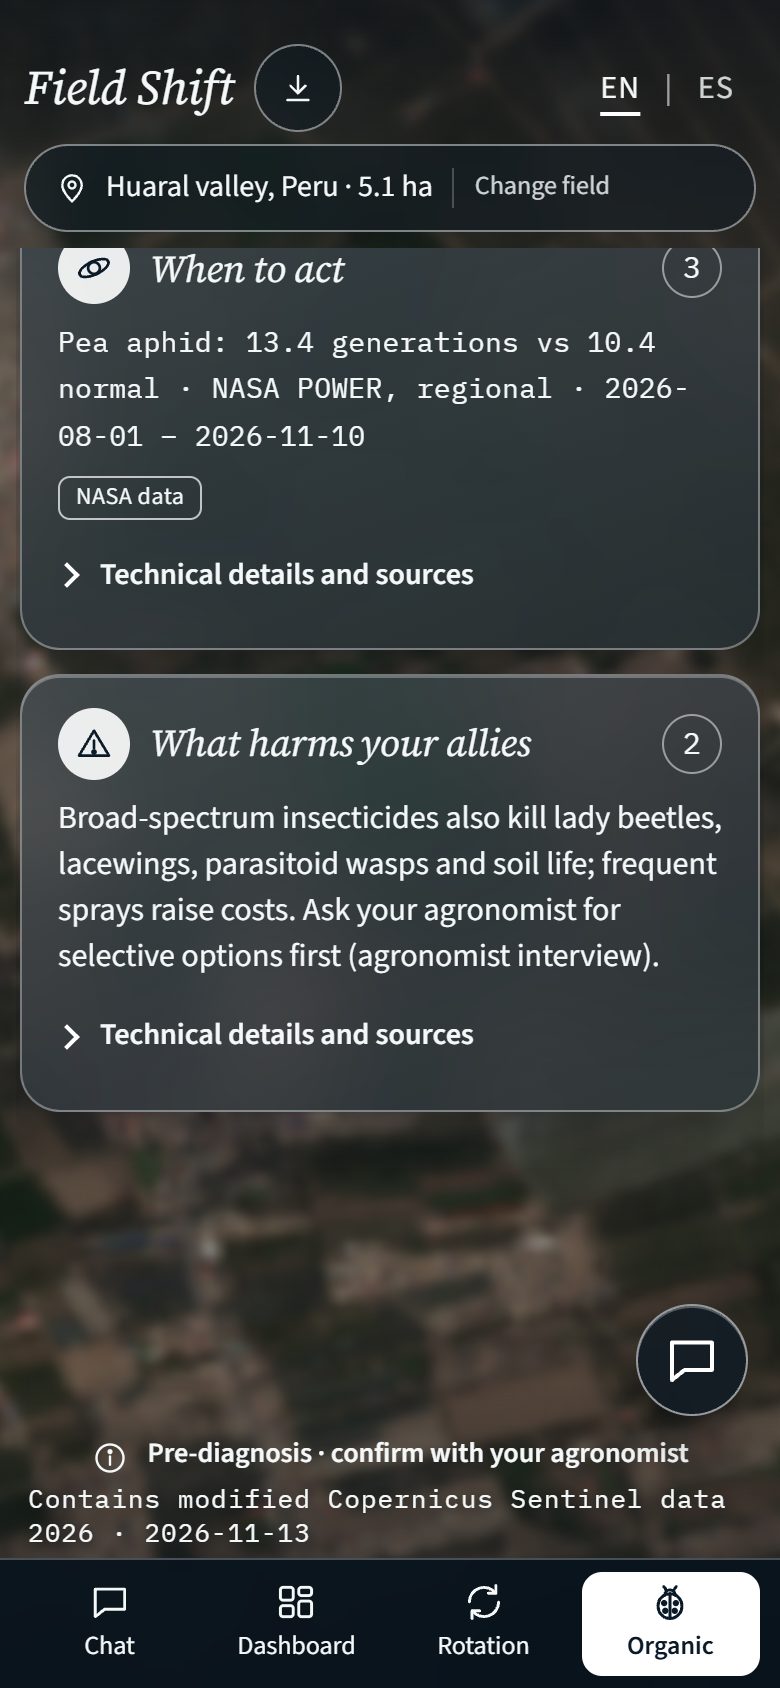 Field Shift
EN | ES
Huaral valley, Peru · 5.1 ha | Change field
When to act 3
Pea aphid: 13.4 generations vs 10.4
normal · NASA POWER, regional · 2026-
08-01 – 2026-11-10
NASA data
Technical details and sources
What harms your allies 2
Broad-spectrum insecticides also kill lady beetles,
lacewings, parasitoid wasps and soil life; frequent
sprays raise costs. Ask your agronomist for
selective options first (agronomist interview).
Technical details and sources
Pre-diagnosis · confirm with your agronomist
Contains modified Copernicus Sentinel data
2026 · 2026-11-13
Chat Dashboard Rotation Organic